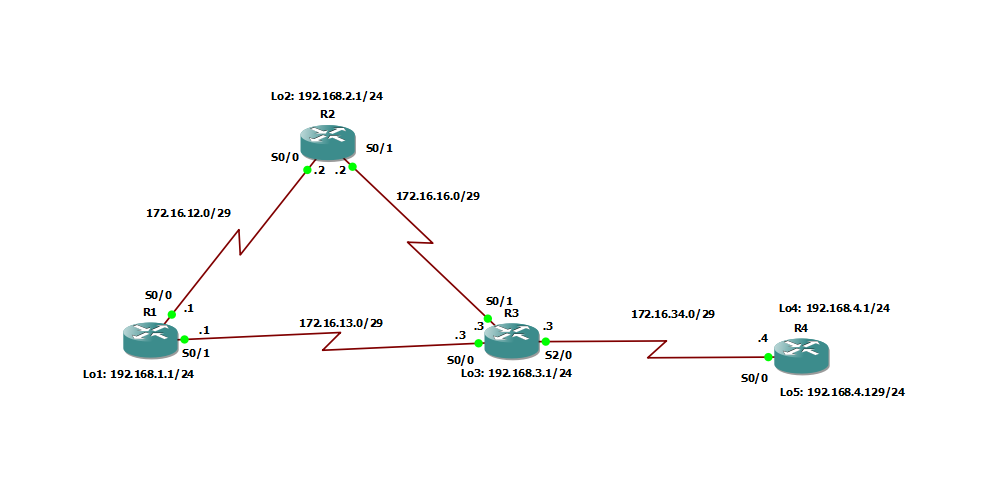 Lo2: 192.168.2.1/24
R2
S0/0
S0/1
.2
.2
172.16.16.0/29
172.16.12.0/29
S0/0
.1
R1
.1
S0/1
Lo1: 192.168.1.1/24
172.16.13.0/29
S0/1
.3
R3
.3
.3
S0/0
S2/0
Lo3: 192.168.3.1/24
172.16.34.0/29
Lo4: 192.168.4.1/24
R4
.4
S0/0
Lo5: 192.168.4.129/24